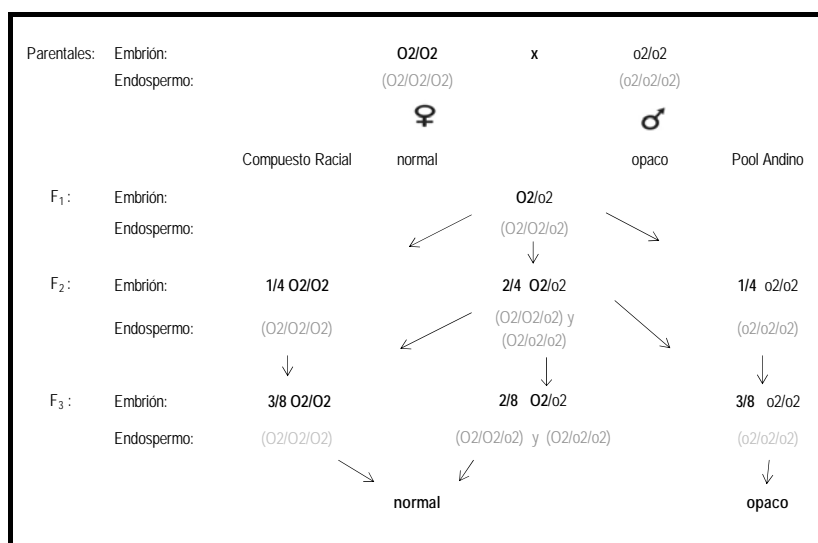 Parentales: Embrión: O2/O2 x o2/o2
Endospermo: (O2/O2/O2) (o2/o2/o2)
♀ ♂
Compuesto Racial normal opaco Pool Andino
F1: Embrión: O2/o2
Endospermo: (O2/O2/o2)
F2: Embrión: 1/4 O2/O2 2/4 O2/o2 1/4 o2/o2
Endospermo: (O2/O2/O2) (O2/O2/o2) y (o2/o2/o2)
(O2/o2/o2)
F3: Embrión: 3/8 O2/O2 2/8 O2/o2 3/8 o2/o2
Endospermo: (O2/O2/O2) (O2/O2/o2) y (O2/o2/o2) (o2/o2/o2)
normal opaco